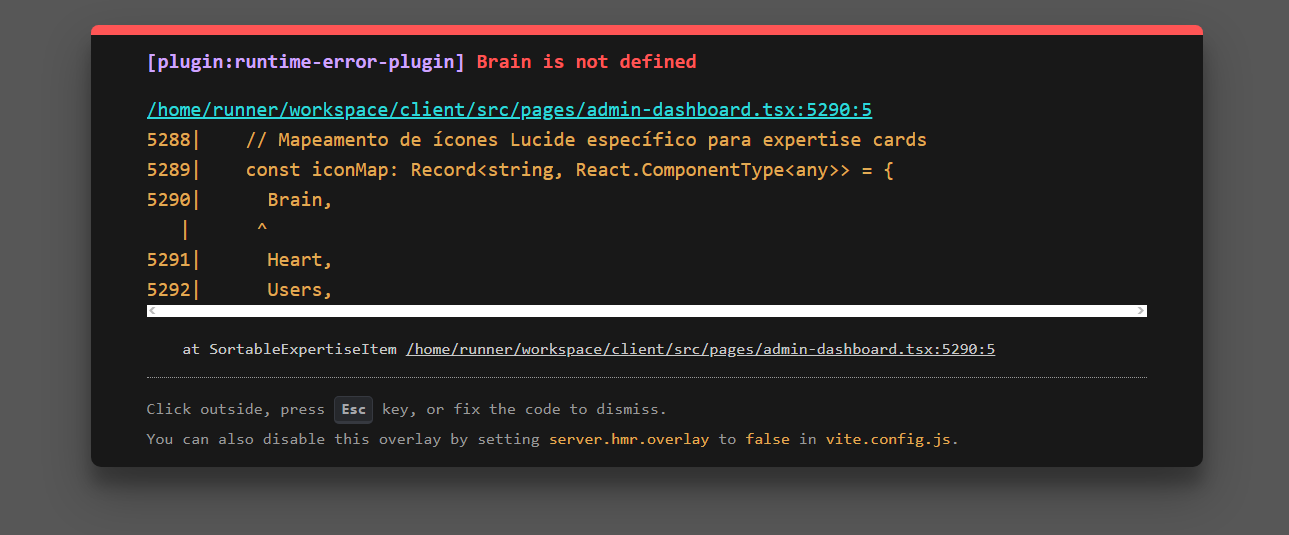 [plugin:runtime-error-plugin] Brain is not defined
/home/runner/workspace/client/src/pages/admin-dashboard.tsx:5290:5
5288|    // Mapeamento de ícones Lucide específico para expertise cards
5289|    const iconMap: Record<string, React.ComponentType<any>> = {
5290|      Brain,
   |      ^
5291|      Heart,
5292|      Users,
at SortableExpertiseItem /home/runner/workspace/client/src/pages/admin-dashboard.tsx:5290:5
Click outside, press Esc key, or fix the code to dismiss.
You can also disable this overlay by setting server.hmr.overlay to false in vite.config.js.